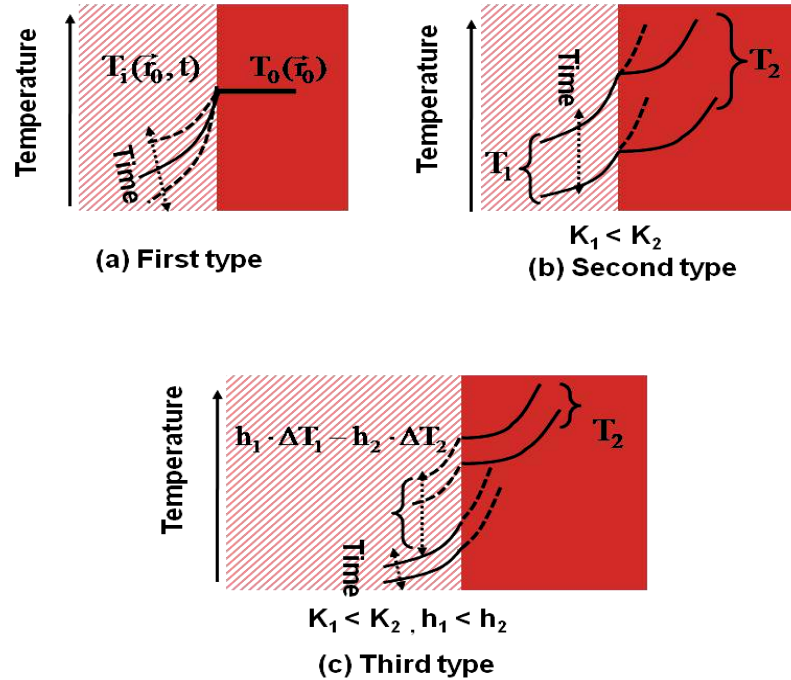 Temperature
T_i(r⃗_0, t)
T_0(r⃗_0)
Time
(a) First type
Temperature
Time
T_2
T_1
K_1 < K_2
(b) Second type
Temperature
h_1 · ΔT_1 – h_2 · ΔT_2
T_2
Time
K_1 < K_2 , h_1 < h_2
(c) Third type